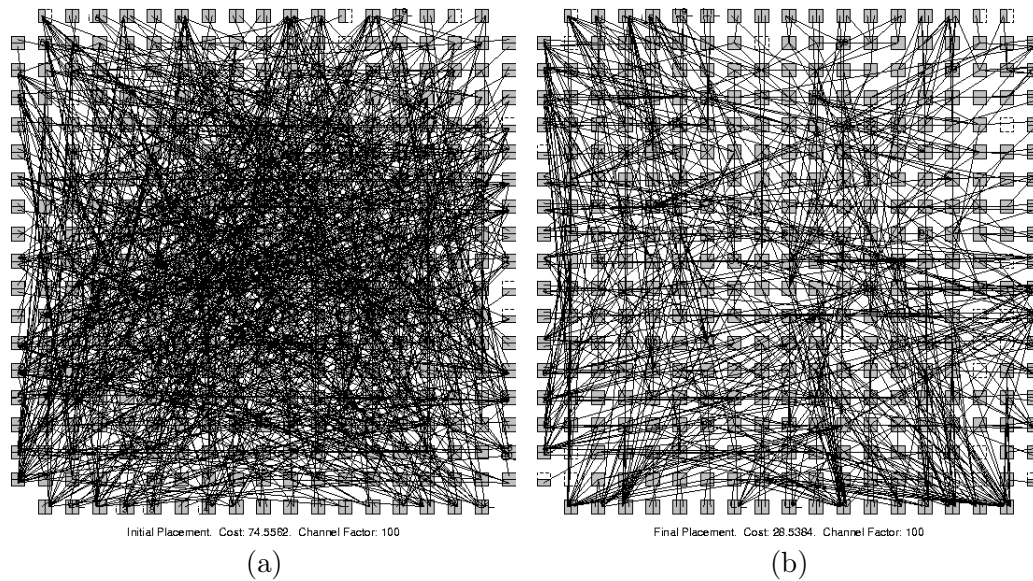 Initial Placement. Cost: 74.5562. Channel Factor: 100
Final Placement. Cost: 28.5384. Channel Factor: 100
(a)
(b)